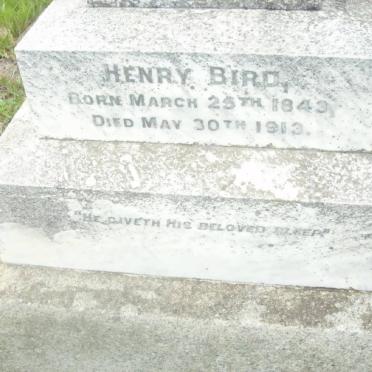 HENRY BIRD,
BORN MARCH 25TH 1843,
DIED MAY 30TH 1913.
"HE GIVETH HIS BELOVED SLEEP"